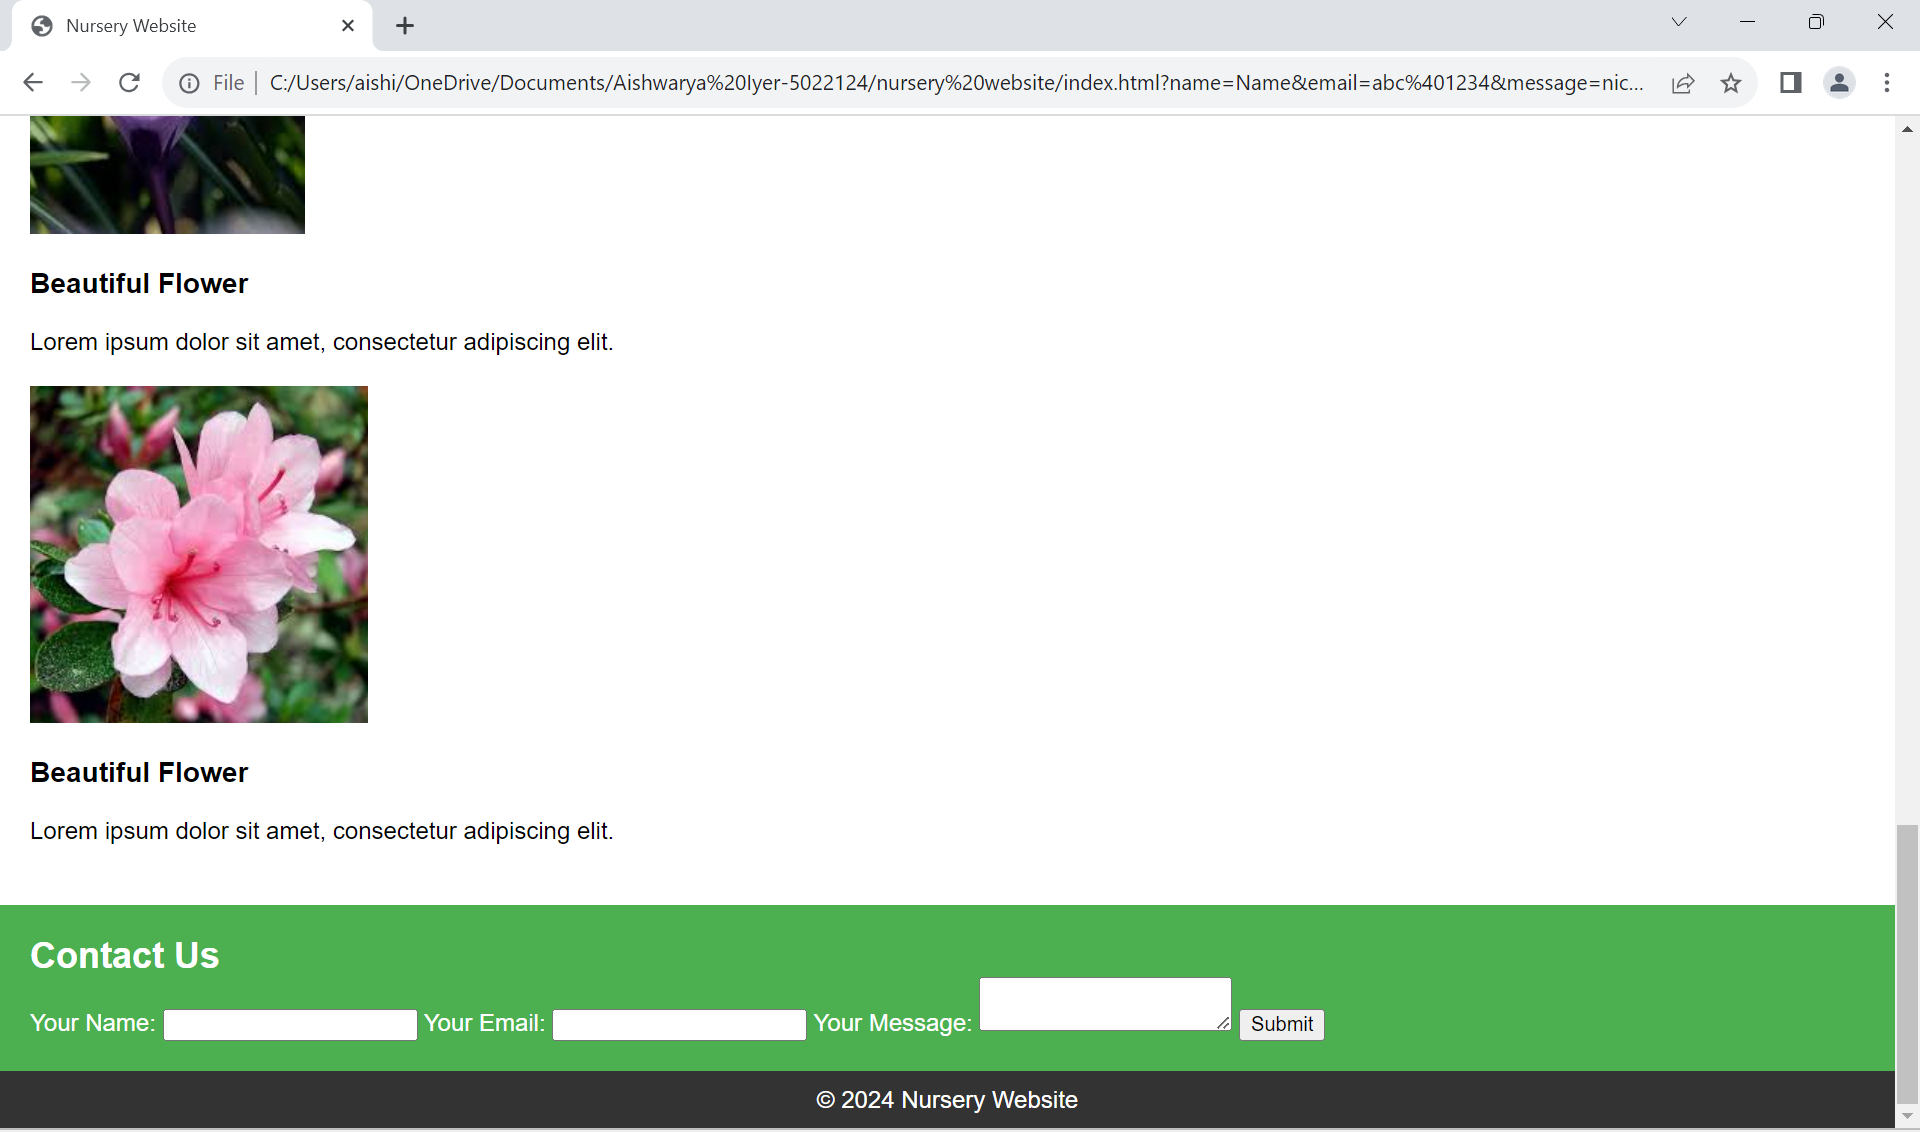 Nursery Website
File
C:/Users/aishi/OneDrive/Documents/Aishwarya%20Iyer-5022124/nursery%20website/index.html?name=Name&email=abc%401234&message=nic...
Beautiful Flower
Lorem ipsum dolor sit amet, consectetur adipiscing elit.
Beautiful Flower
Lorem ipsum dolor sit amet, consectetur adipiscing elit.
Contact Us
Your Name: Your Email: Your Message: Submit
© 2024 Nursery Website